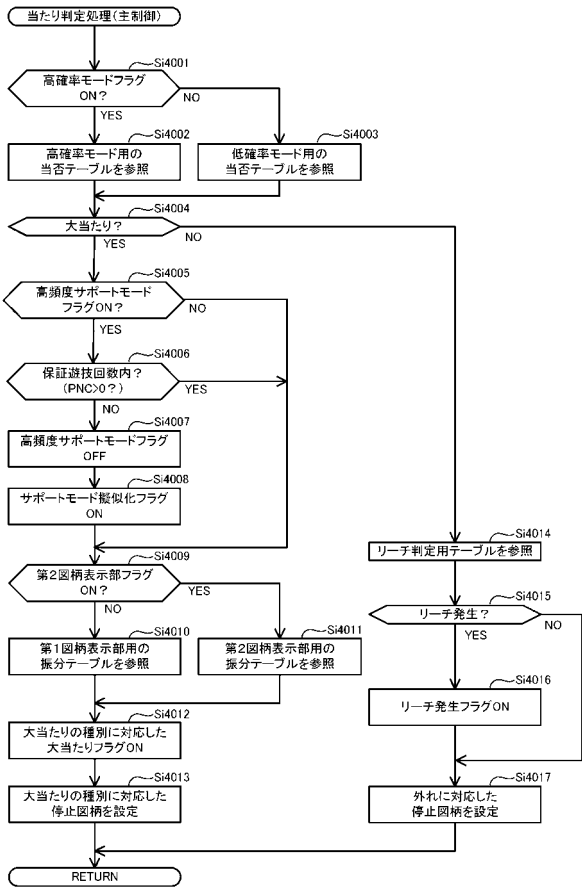 当たり判定処理(主制御)
Si4001
高確率モードフラグ
ON?
NO
YES
Si4002
高確率モード用の
当否テーブルを参照
Si4003
低確率モード用の
当否テーブルを参照
Si4004
大当たり?
NO
YES
Si4005
高頻度サポートモード
フラグON?
NO
YES
Si4006
保証遊技回数内?
(PNC>0?)
YES
NO
Si4007
高頻度サポートモードフラグ
OFF
Si4008
サポートモード擬似化フラグ
ON
Si4009
第2図柄表示部フラグ
ON?
YES
NO
Si4010
第1図柄表示部用の
振分テーブルを参照
Si4011
第2図柄表示部用の
振分テーブルを参照
Si4012
大当たりの種別に対応した
大当たりフラグON
Si4013
大当たりの種別に対応した
停止図柄を設定
Si4014
リーチ判定用テーブルを参照
Si4015
リーチ発生?
NO
YES
Si4016
リーチ発生フラグON
Si4017
外れに対応した
停止図柄を設定
RETURN